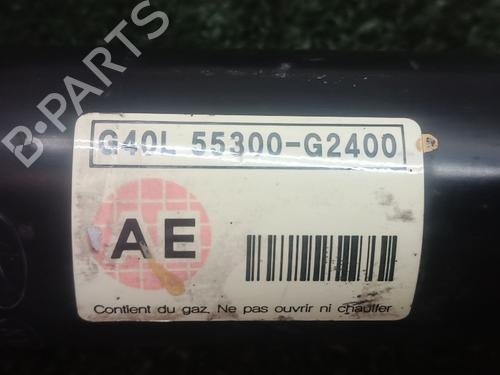 B-PARTS
G40L 55300-G2400
AE
Contient du gaz. Ne pas ouvrir ni chauffer